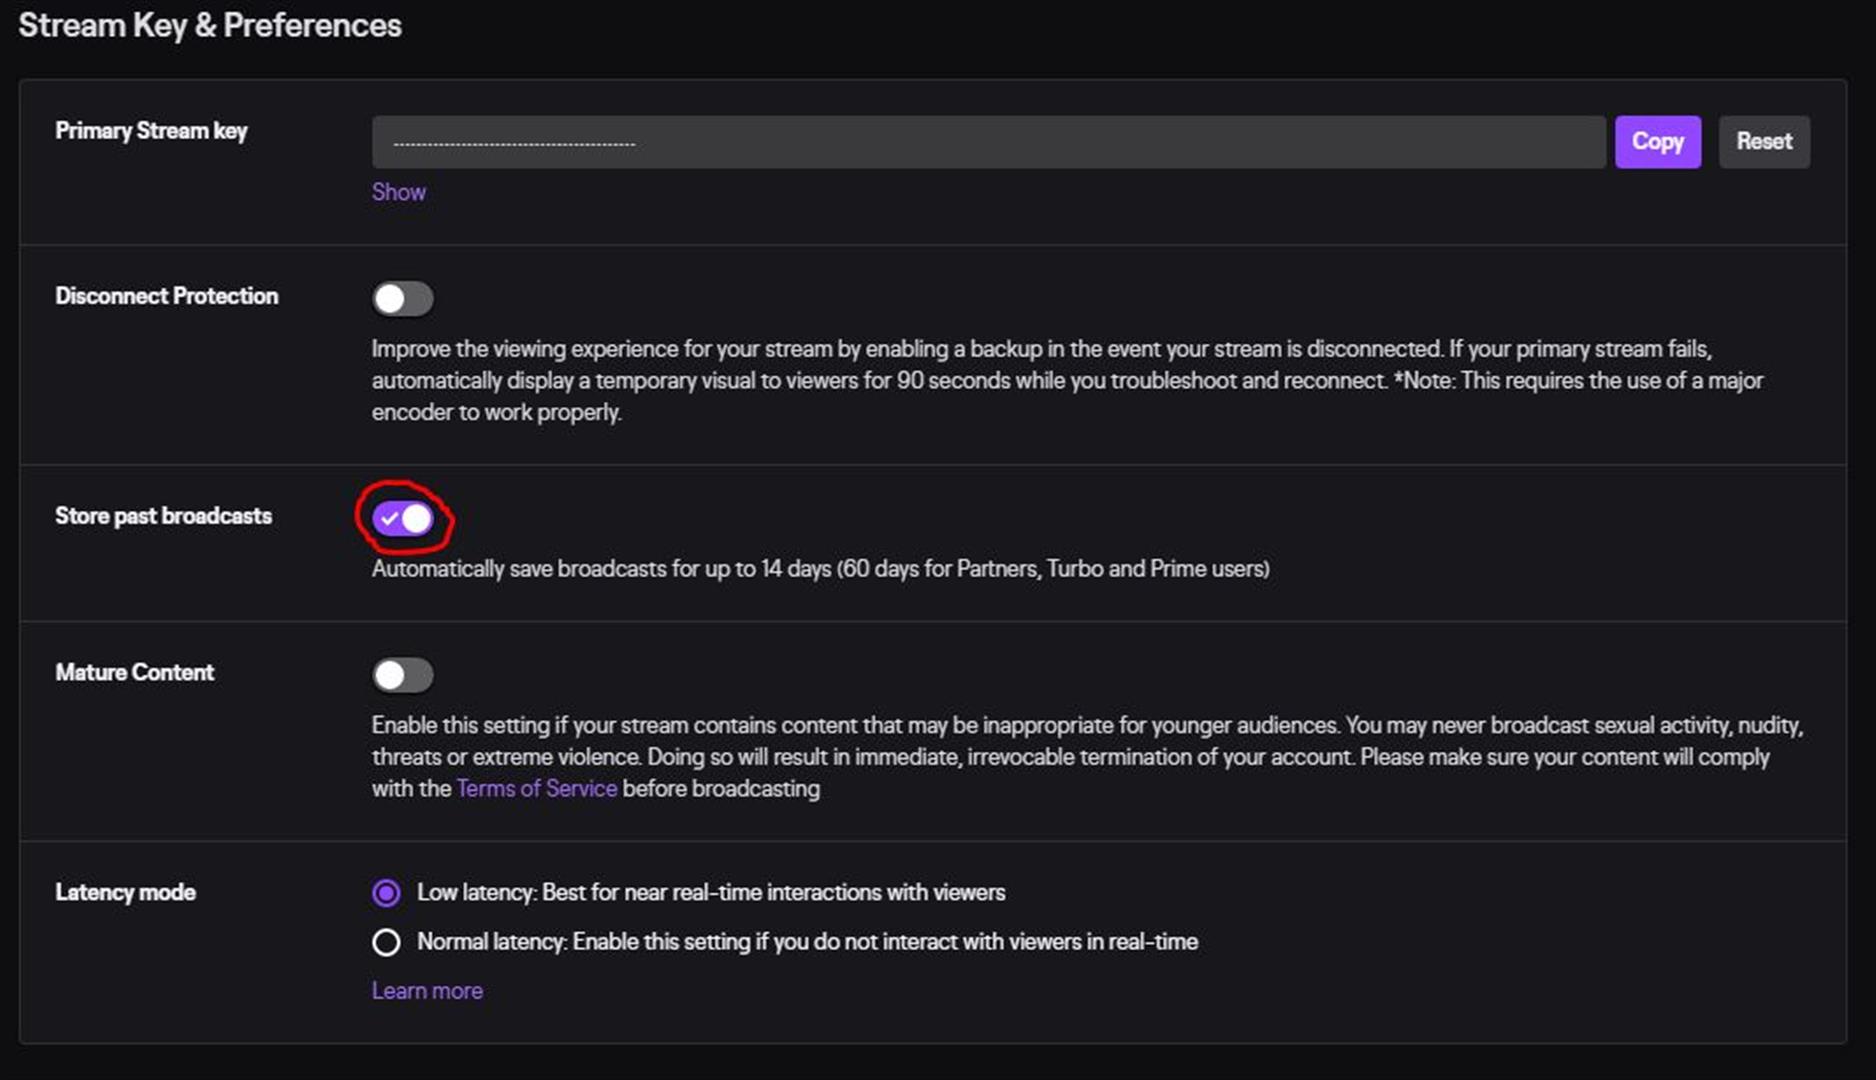 Stream Key & Preferences
Primary Stream key
-------------------------------------------
Copy
Reset
Show
Disconnect Protection
Improve the viewing experience for your stream by enabling a backup in the event your stream is disconnected. If your primary stream fails,
automatically display a temporary visual to viewers for 90 seconds while you troubleshoot and reconnect. *Note: This requires the use of a major
encoder to work properly.
Store past broadcasts
Automatically save broadcasts for up to 14 days (60 days for Partners, Turbo and Prime users)
Mature Content
Enable this setting if your stream contains content that may be inappropriate for younger audiences. You may never broadcast sexual activity, nudity,
threats or extreme violence. Doing so will result in immediate, irrevocable termination of your account. Please make sure your content will comply
with the Terms of Service before broadcasting
Latency mode
Low latency: Best for near real-time interactions with viewers
Normal latency: Enable this setting if you do not interact with viewers in real-time
Learn more